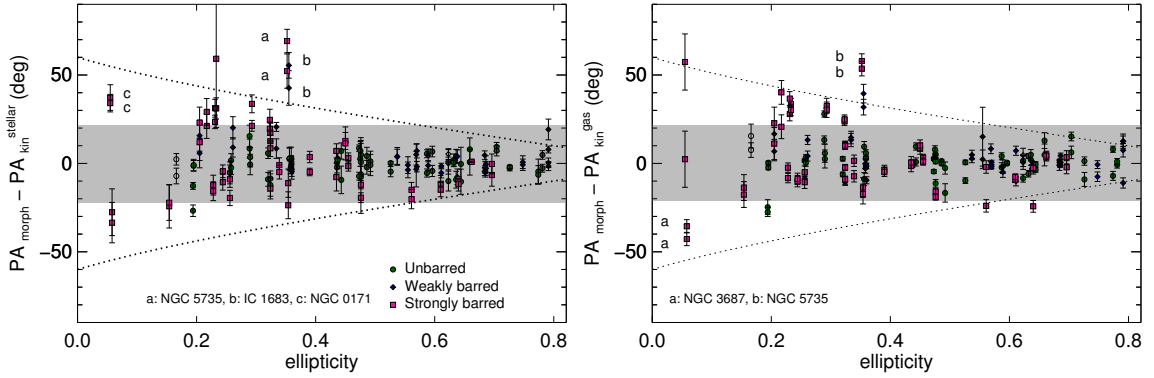 PA morph − PA kin stellar (deg)
50
0
−50
a
a
b
b
c
c
Unbarred
Weakly barred
Strongly barred
a: NGC 5735, b: IC 1683, c: NGC 0171
0.0 0.2 0.4 0.6 0.8
ellipticity
PA morph − PA kin gas (deg)
50
0
−50
b
b
a
a
a: NGC 3687, b: NGC 5735
0.0 0.2 0.4 0.6 0.8
ellipticity